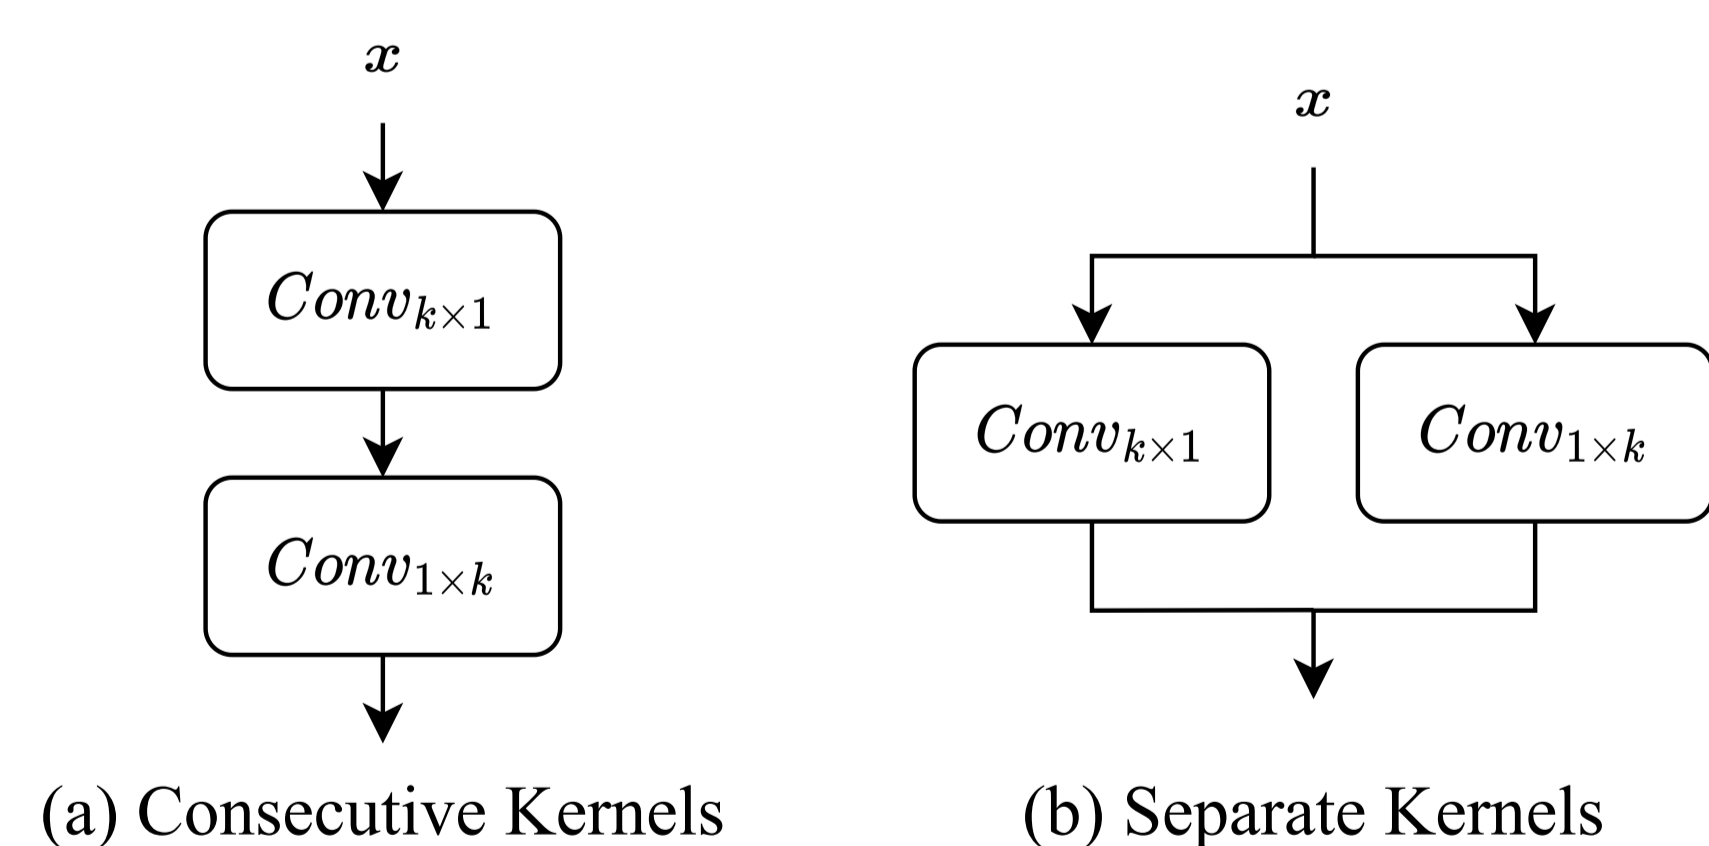 x
Conv_{k×1}
Conv_{1×k}
(a) Consecutive Kernels
x
Conv_{k×1}
Conv_{1×k}
(b) Separate Kernels